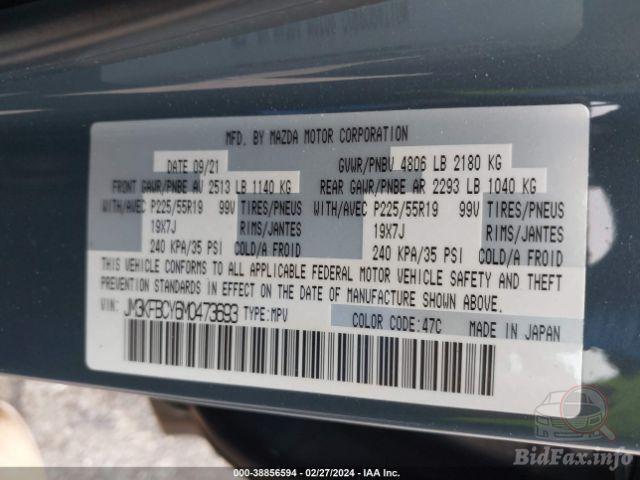 MFD. BY MAZDA MOTOR CORPORATION
DATE 09/21 GVWR/PNBV 4806 LB 2180 KG
FRONT GAWR/PNBE AV 2513 LB 1140 KG REAR GAWR/PNBE AR 2293 LB 1040 KG
WITH/AVEC P225/55R19 99V TIRES/PNEUS WITH/AVEC P225/55R19 99V TIRES/PNEUS
19X7J RIMS/JANTES 19X7J RIMS/JANTES
240 KPA/35 PSI COLD/A FROID 240 KPA/35 PSI COLD/A FROID
THIS VEHICLE CONFORMS TO ALL APPLICABLE FEDERAL MOTOR VEHICLE SAFETY AND THEFT
PREVENTION STANDARDS IN EFFECT ON THE DATE OF MANUFACTURE SHOWN ABOVE.
VIN: JM3KFBCY6M0473693 TYPE:MPV COLOR CODE:47C MADE IN JAPAN
BidFax.info
000-38856594 / 02/27/2024 - IAA Inc.